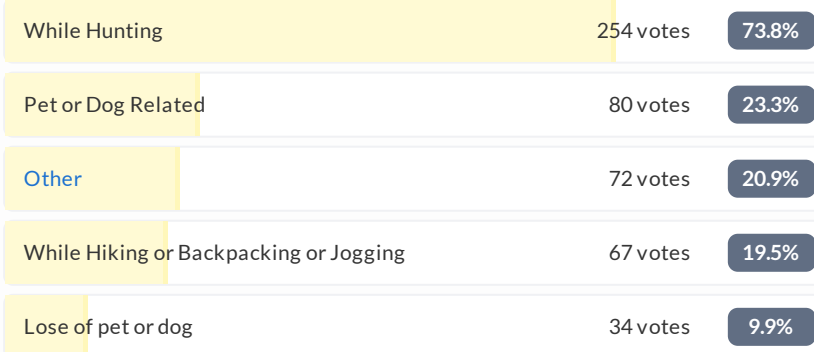 While Hunting 254 votes 73.8%
Pet or Dog Related 80 votes 23.3%
Other 72 votes 20.9%
While Hiking or Backpacking or Jogging 67 votes 19.5%
Lose of pet or dog 34 votes 9.9%